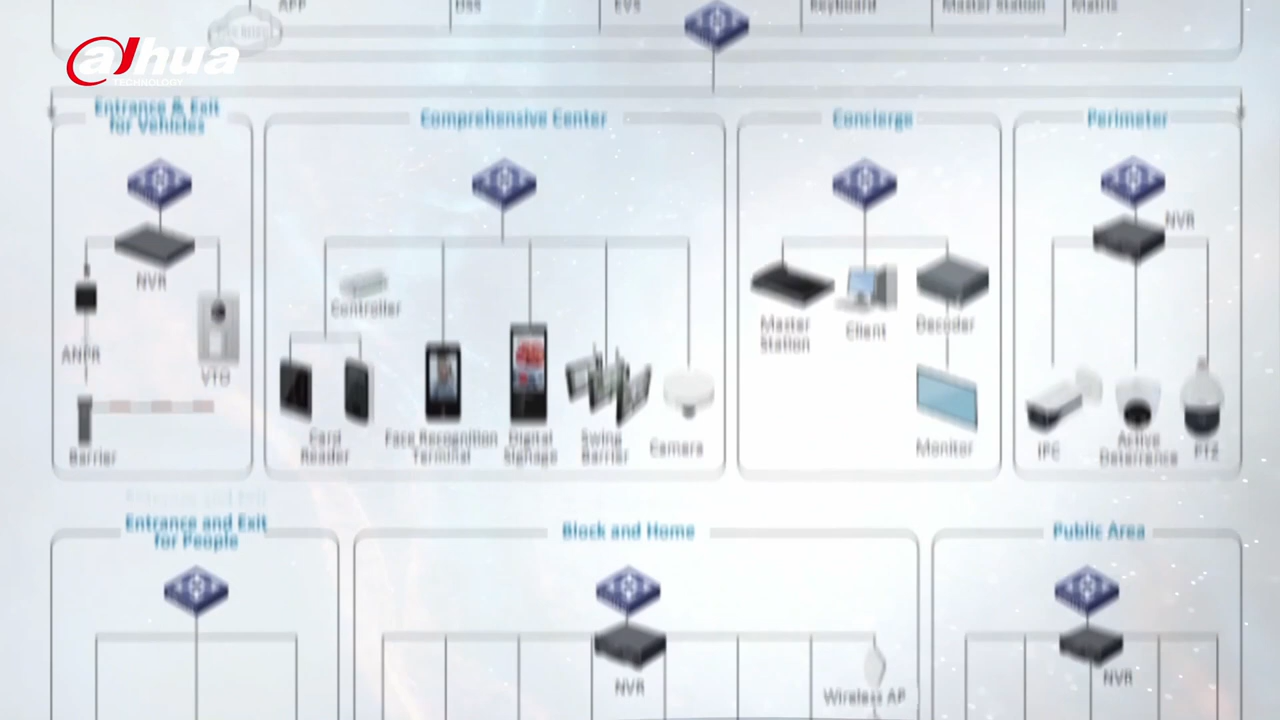 APP
DSS
EVS
Keyboard
Master Station
Matrix
alhua
TECHNOLOGY
Entrance & Exit
for Vehicles
NVR
ANPR
VTO
Barrier
Comprehensive Center
Controller
Card
Reader
Face Recognition
Terminal
Digital
Signage
Swing
Barrier
Camera
Concierge
Master
Station
Client
Decoder
Monitor
Perimeter
NVR
IPC
Active
Deterrence
PTZ
Entrance and Exit
for People
Block and Home
NVR
Wireless AP
Public Area
NVR